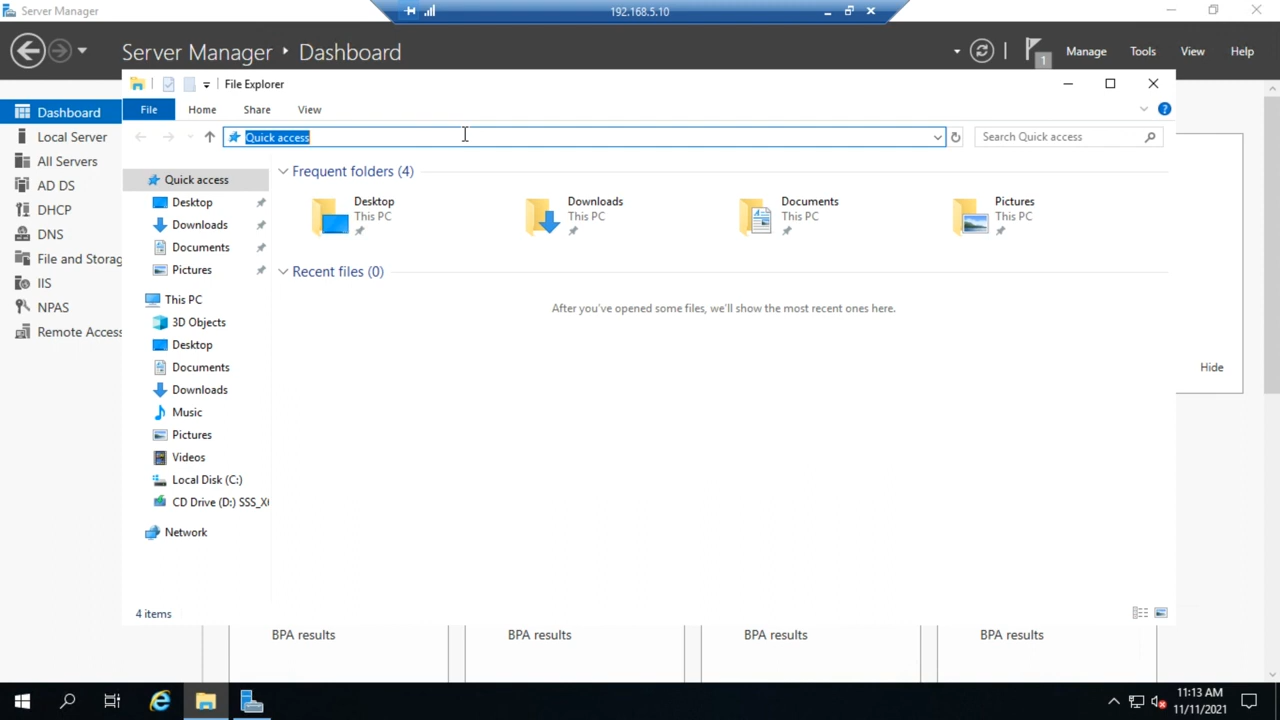 Server Manager
192.168.5.10
Server Manager
Dashboard
1
Manage
Tools
View
Help
File Explorer
File
Home
Share
View
Quick access
Search Quick access
Dashboard
Local Server
All Servers
AD DS
DHCP
DNS
File and Storag
IIS
NPAS
Remote Access
Quick access
Desktop
Downloads
Documents
Pictures
This PC
3D Objects
Desktop
Documents
Downloads
Music
Pictures
Videos
Local Disk (C:)
CD Drive (D:) SSS_X6
Network
Frequent folders (4)
Desktop
This PC
Downloads
This PC
Documents
This PC
Pictures
This PC
Recent files (0)
After you've opened some files, we'll show the most recent ones here.
Hide
4 items
BPA results
BPA results
BPA results
BPA results
11:13 AM
11/11/2021